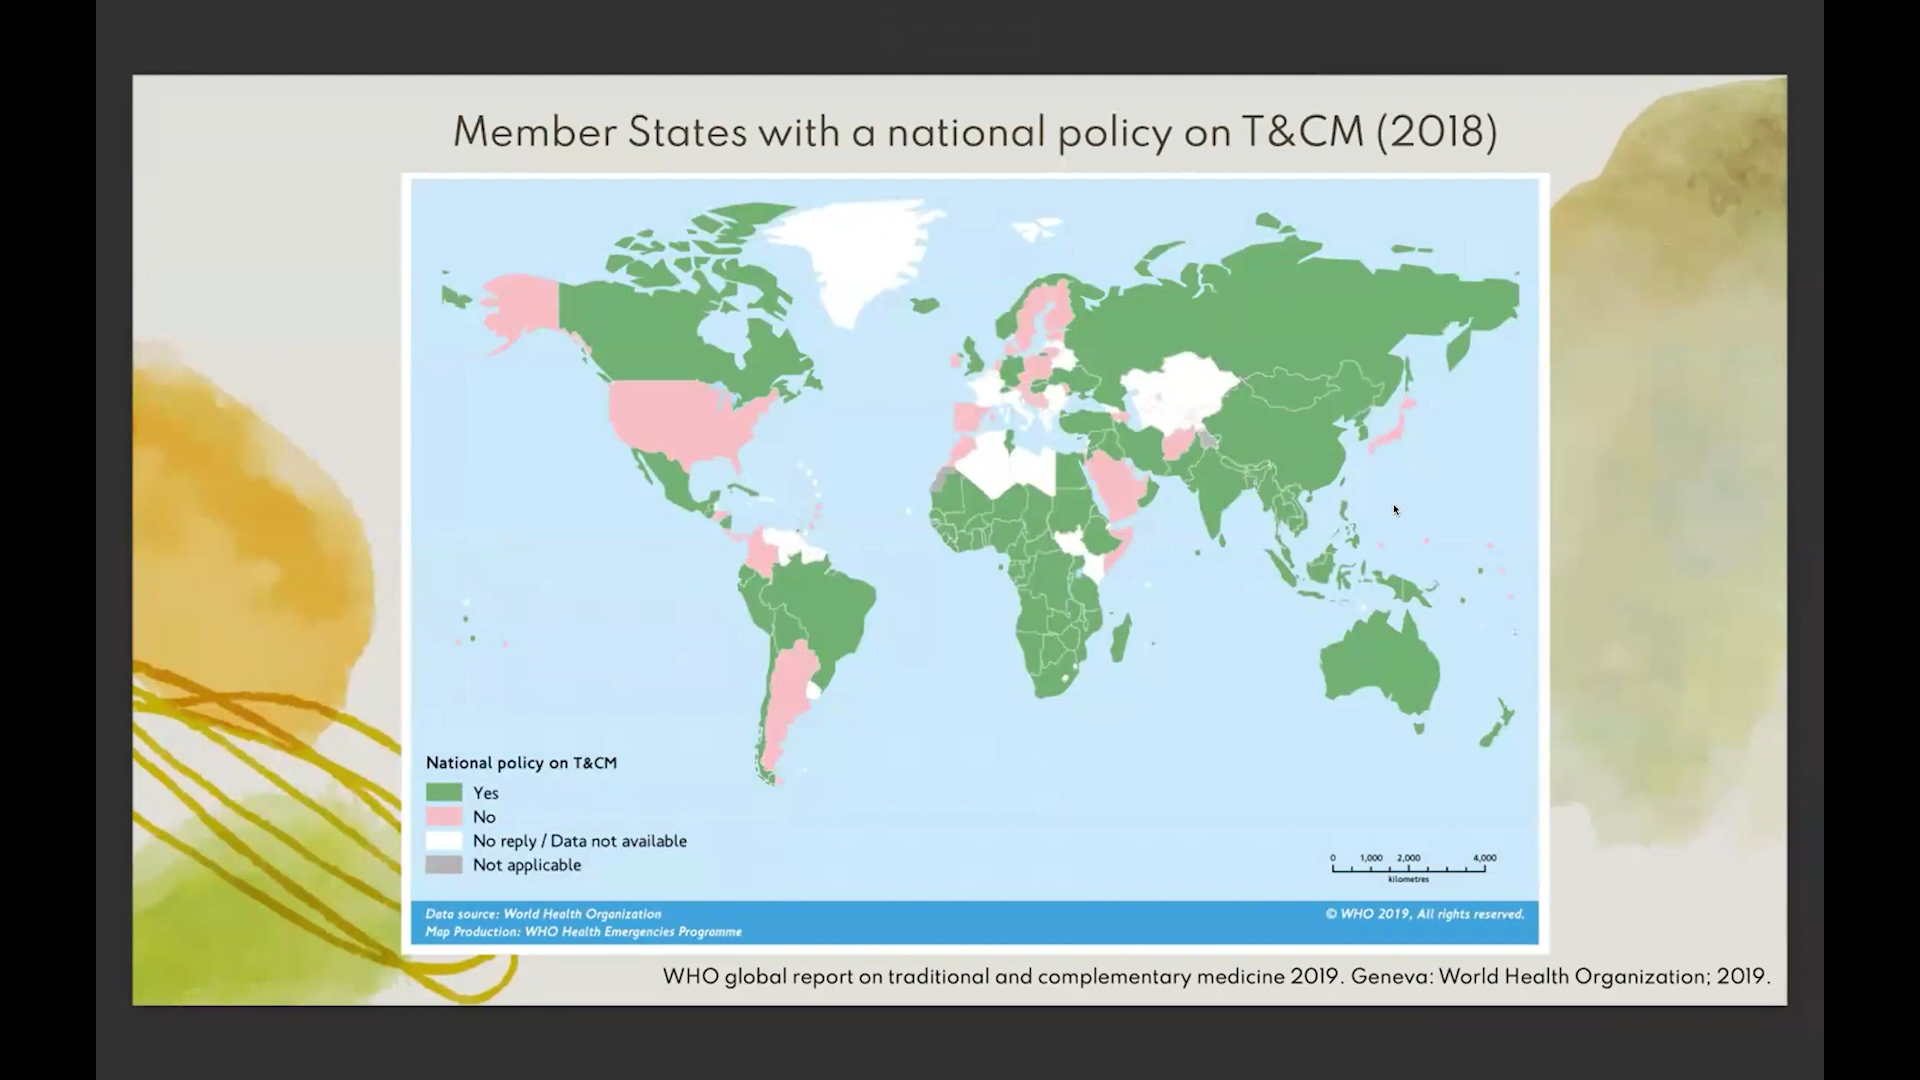 Member States with a national policy on T&CM (2018)
National policy on T&CM
Yes
No
No reply / Data not available
Not applicable
0 1,000 2,000 4,000
kilometres
Data source: World Health Organization
Map Production: WHO Health Emergencies Programme
© WHO 2019, All rights reserved.
WHO global report on traditional and complementary medicine 2019. Geneva: World Health Organization; 2019.